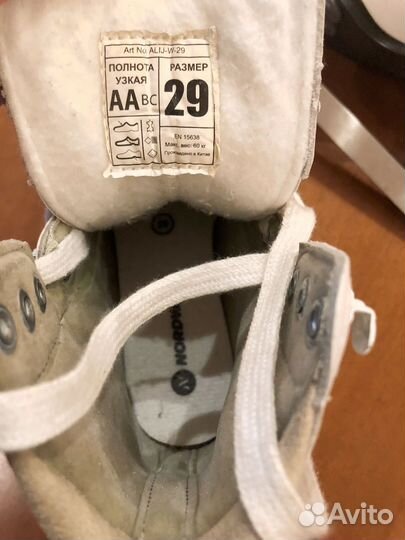 Art No ALIJ-W-29
ПОЛНОТА
УЗКАЯ
РАЗМЕР
AA BC
29
EN 15638
Макс. вес: 60 кг
Произведено в Китае
NORDW
Avito